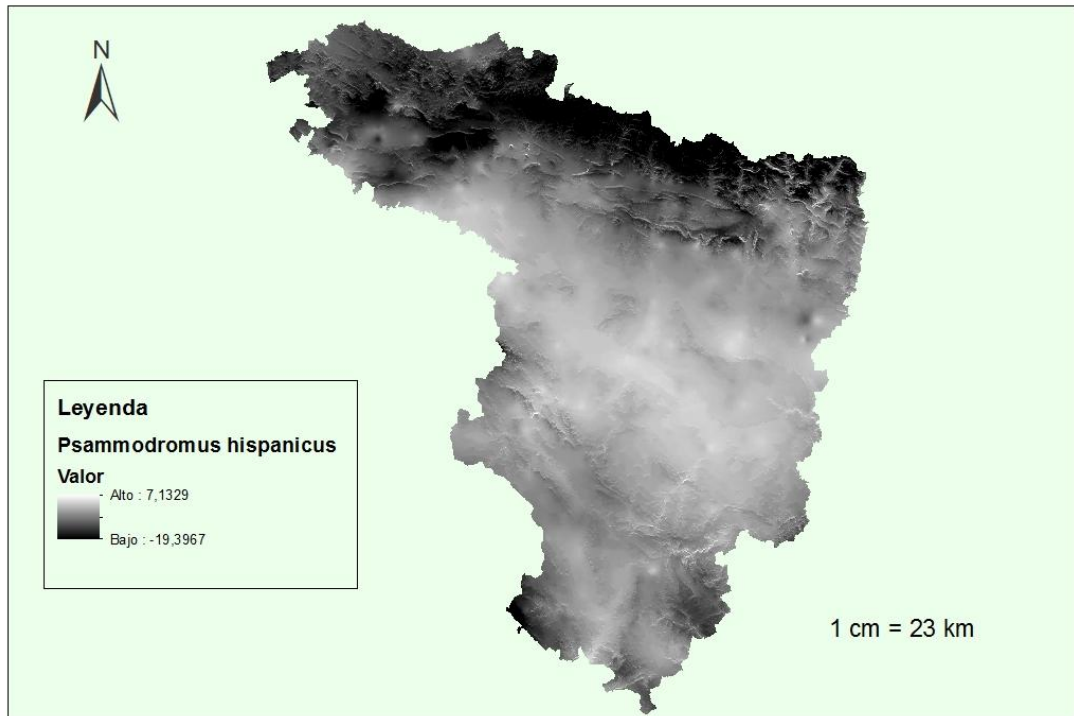 N
Leyenda
Psammodromus hispanicus
Valor
Alto : 7,1329
Bajo : -19,3967
1 cm = 23 km